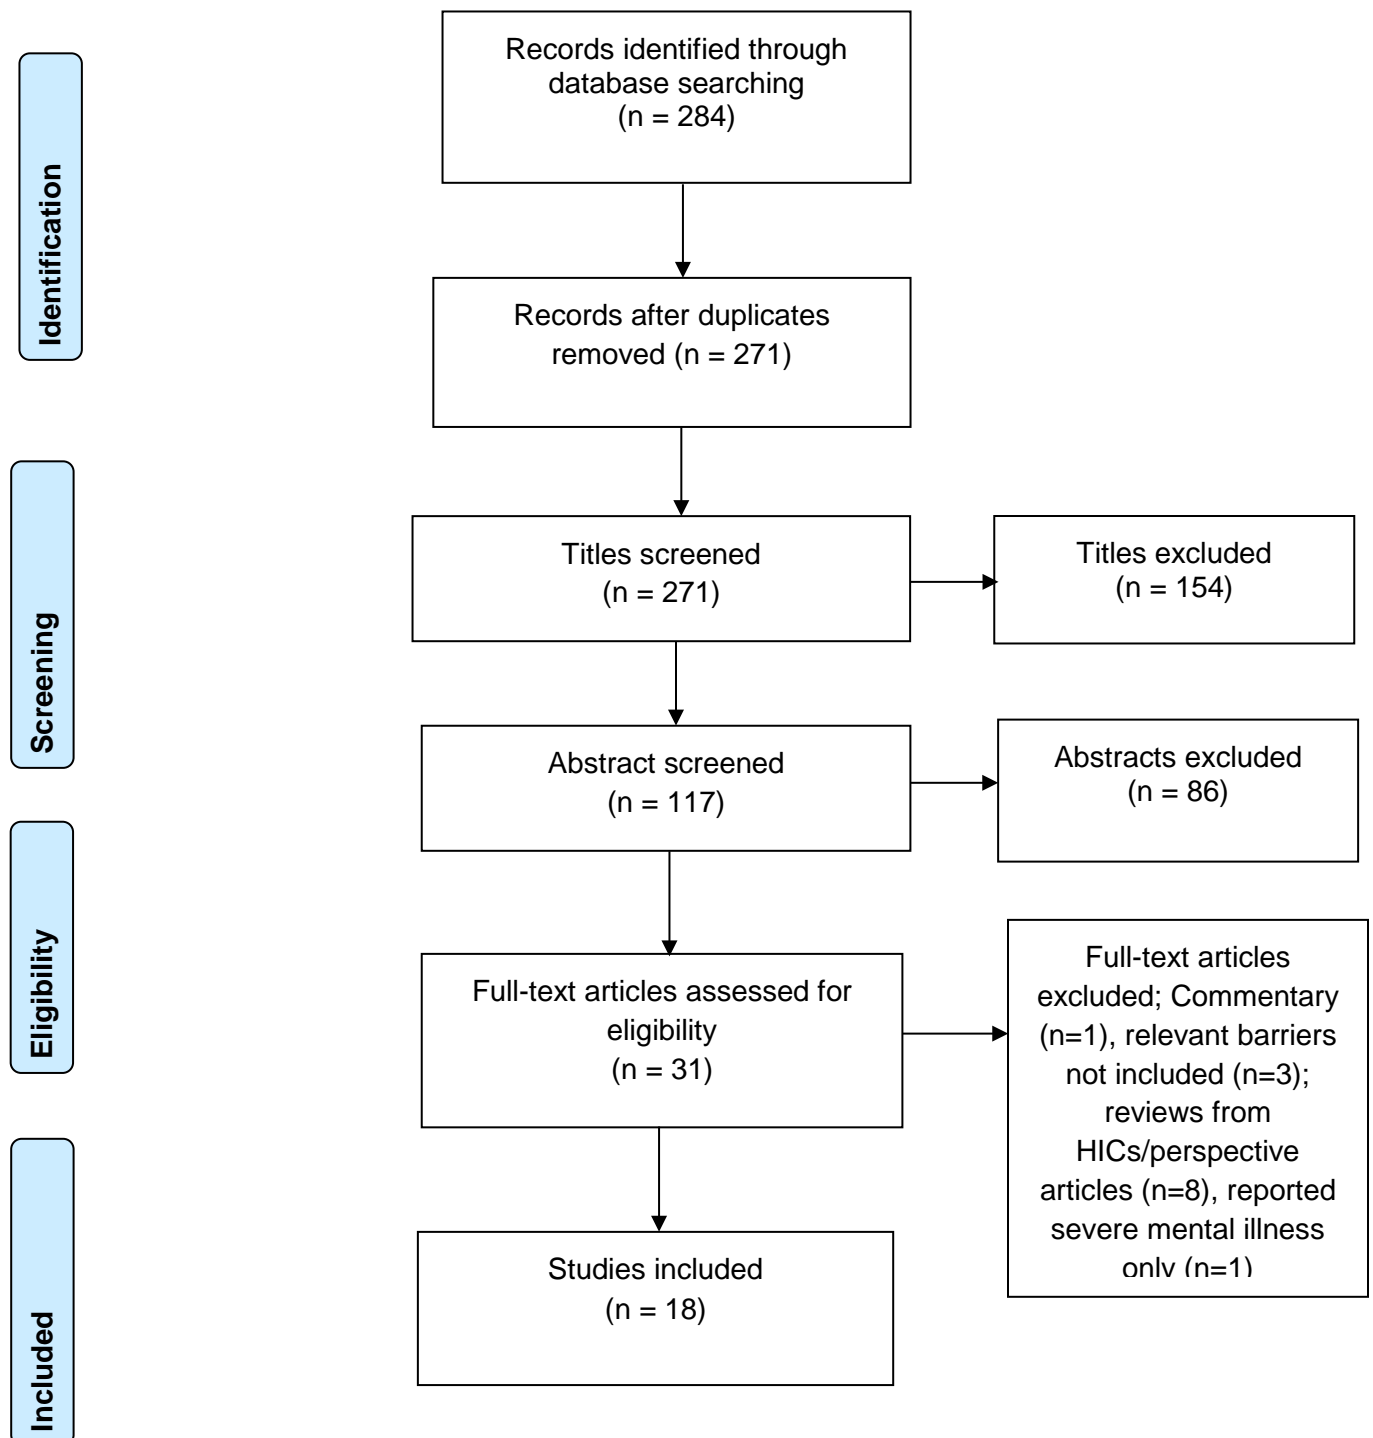 Records identified through
database searching
(n = 284)
Identification
Records after duplicates
removed (n = 271)
Titles screened
(n = 271)
Titles excluded
(n = 154)
Screening
Abstract screened
(n = 117)
Abstracts excluded
(n = 86)
Eligibility
Full-text articles assessed for
eligibility
(n = 31)
Full-text articles
excluded; Commentary
(n=1), relevant barriers
not included (n=3);
reviews from
HICs/perspective
articles (n=8), reported
severe mental illness
only (n=1)
Studies included
(n = 18)
Included